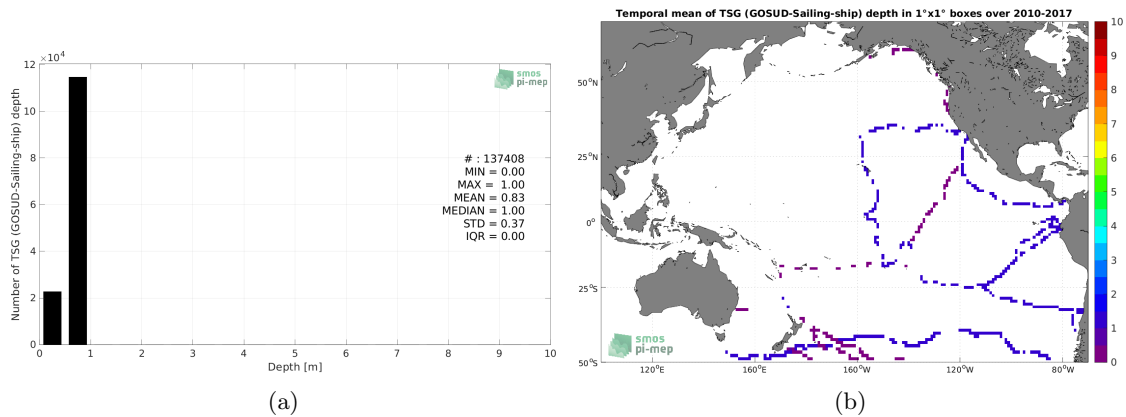 ×10⁴
12
10
8
6
4
2
0
Number of TSG (GOSUD-Sailing-ship) depth
smos
pi-mep
# : 137408
MIN = 0.00
MAX = 1.00
MEAN = 0.83
MEDIAN = 1.00
STD = 0.37
IQR = 0.00
0 1 2 3 4 5 6 7 8 9 10
Depth [m]
(a)
Temporal mean of TSG (GOSUD-Sailing-ship) depth in 1°x1° boxes over 2010-2017
50°N
25°N
0°
25°S
50°S
120°E 160°E 160°W 120°W 80°W
smos
pi-mep
10
9
8
7
6
5
4
3
2
1
0
(b)